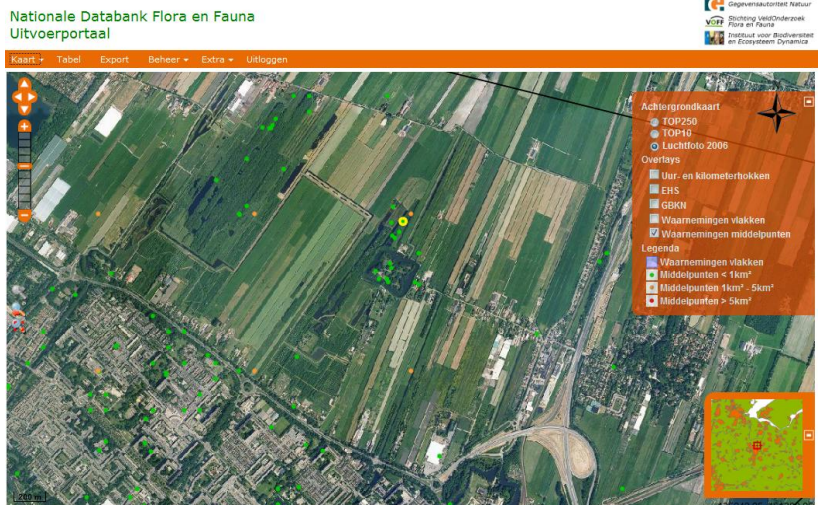 Nationale Databank Flora en Fauna
Uitvoerportaal
Gegevensautoriteit Natuur
VOFF
Stichting VeldOnderzoek
Flora en Fauna
Instituut voor Biodiversiteit
en Ecosysteem Dynamica
Kaart Tabel Export Beheer Extra Uitloggen
Achtergrondkaart
TOP250
TOP10
Luchtfoto 2006
Overlays
Uur- en kilometerhokken
EHS
GBKN
Waarnemingen vlakken
Waarnemingen middelpunten
Legenda
Waarnemingen vlakken
Middelpunten < 1km²
Middelpunten 1km² - 5km²
Middelpunten > 5km²
200 m